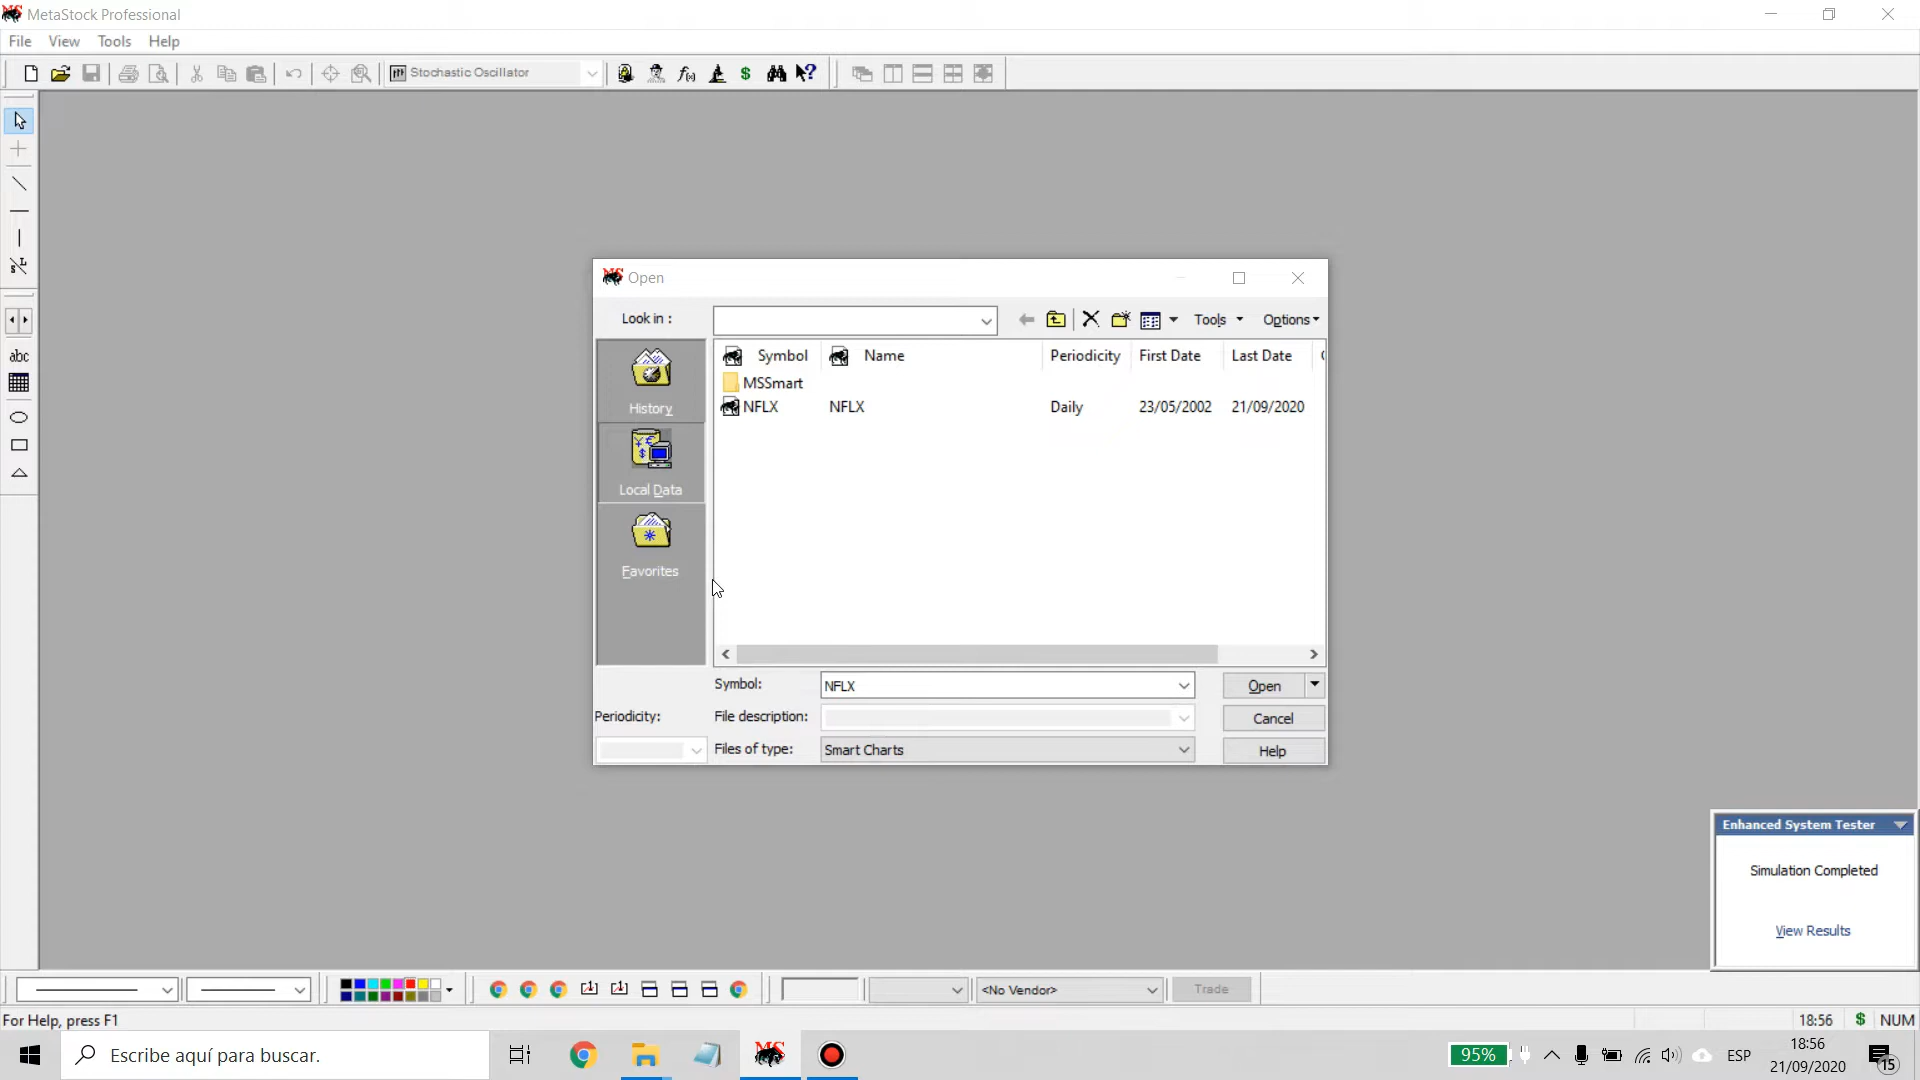 MetaStock Professional
File View Tools Help
Stochastic Oscillator
Open
Look in :
Tools Options
Symbol Name Periodicity First Date Last Date
MSSmart
NFLX NFLX Daily 23/05/2002 21/09/2020
History
Local Data
Favorites
abc
Symbol: NFLX Open
Periodicity: File description: Cancel
Files of type: Smart Charts Help
Enhanced System Tester
Simulation Completed
View Results
<No Vendor> Trade
For Help, press F1
18:56 $ NUM
Escribe aquí para buscar.
95%
ESP
18:56
21/09/2020
15